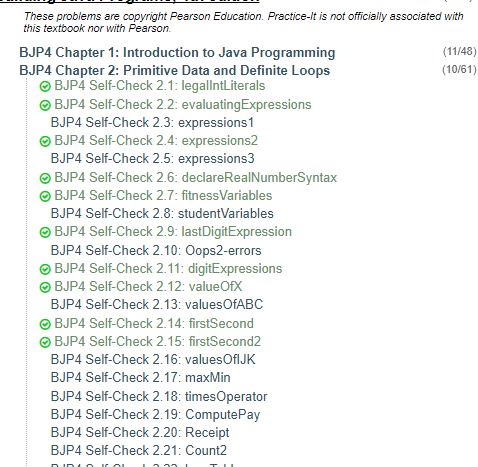 These problems are copyright Pearson Education. Practice-It is not officially associated with
this textbook nor with Pearson.
BJP4 Chapter 1: Introduction to Java Programming (11/48)
BJP4 Chapter 2: Primitive Data and Definite Loops (10/61)
BJP4 Self-Check 2.1: legalIntLiterals
BJP4 Self-Check 2.2: evaluatingExpressions
BJP4 Self-Check 2.3: expressions1
BJP4 Self-Check 2.4: expressions2
BJP4 Self-Check 2.5: expressions3
BJP4 Self-Check 2.6: declareRealNumberSyntax
BJP4 Self-Check 2.7: fitnessVariables
BJP4 Self-Check 2.8: studentVariables
BJP4 Self-Check 2.9: lastDigitExpression
BJP4 Self-Check 2.10: Oops2-errors
BJP4 Self-Check 2.11: digitExpressions
BJP4 Self-Check 2.12: valueOfX
BJP4 Self-Check 2.13: valuesOfABC
BJP4 Self-Check 2.14: firstSecond
BJP4 Self-Check 2.15: firstSecond2
BJP4 Self-Check 2.16: valuesOfIJK
BJP4 Self-Check 2.17: maxMin
BJP4 Self-Check 2.18: timesOperator
BJP4 Self-Check 2.19: ComputePay
BJP4 Self-Check 2.20: Receipt
BJP4 Self-Check 2.21: Count2